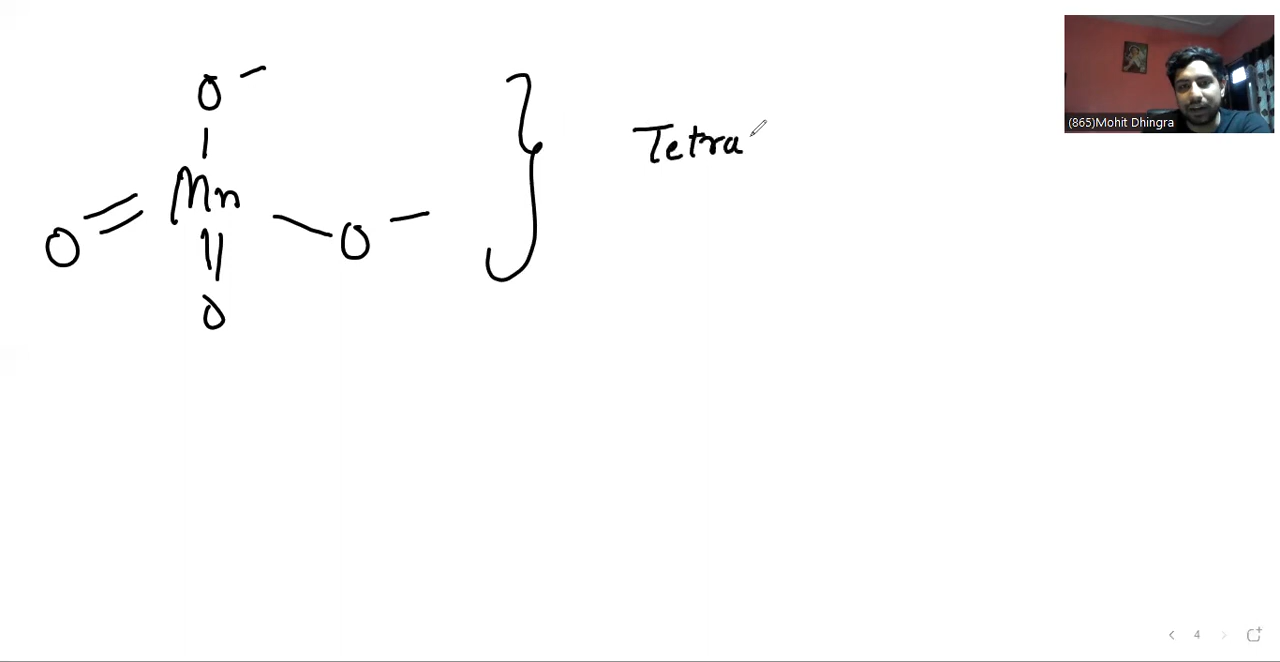 O −
Mn
O = − O −
O
Tetra
(865)Mohit Dhingra
4